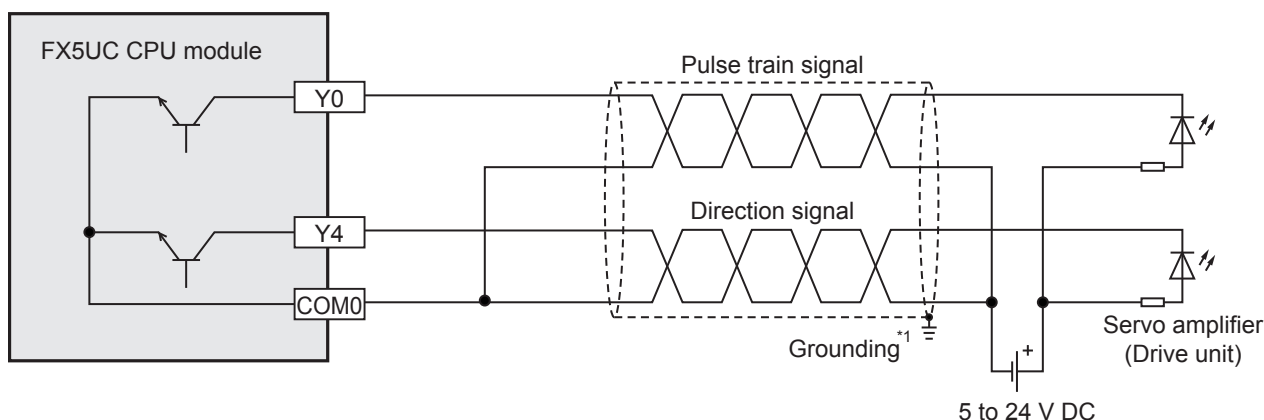 FX5UC CPU module
Y0
Pulse train signal
Direction signal
Y4
COM0
Grounding*1
+
Servo amplifier
(Drive unit)
5 to 24 V DC